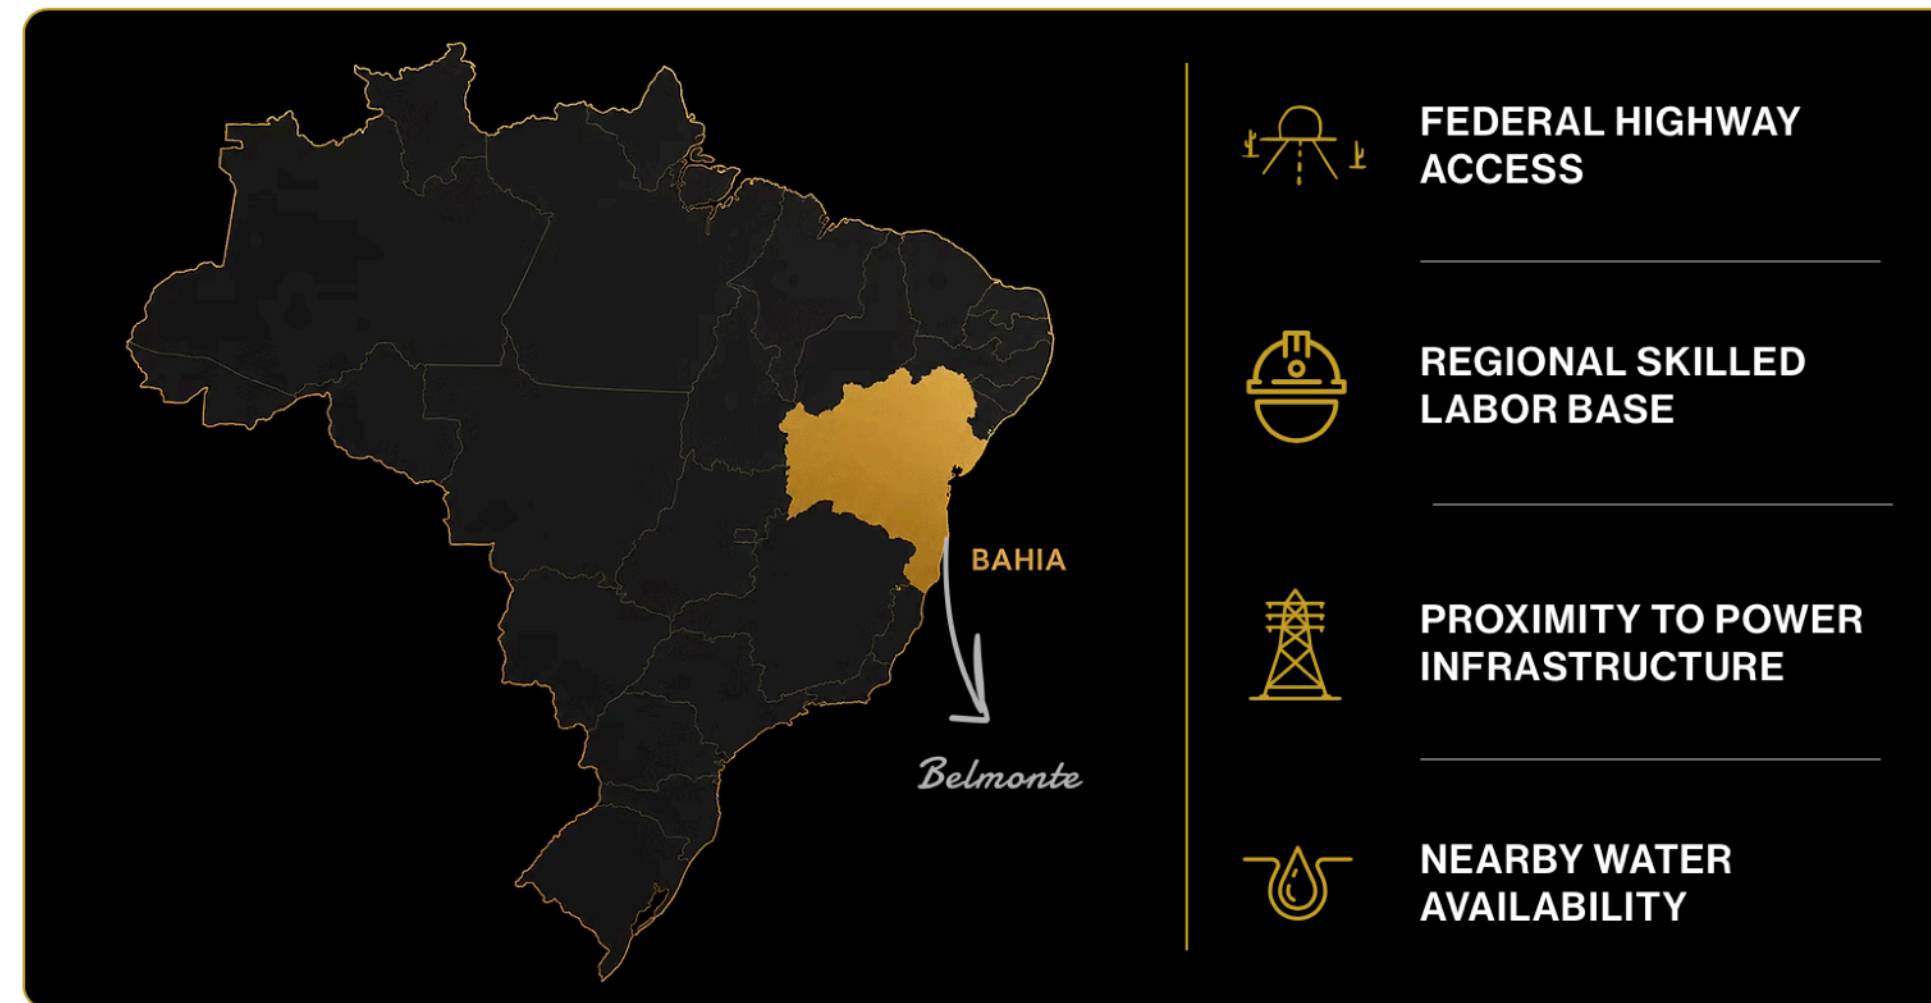 BAHIA
Belmonte
FEDERAL HIGHWAY
ACCESS
REGIONAL SKILLED
LABOR BASE
PROXIMITY TO POWER
INFRASTRUCTURE
NEARBY WATER
AVAILABILITY